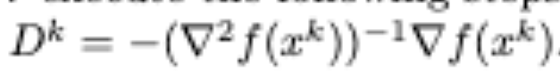 D^k = −(∇²f(x^k))^{−1}∇f(x^k).